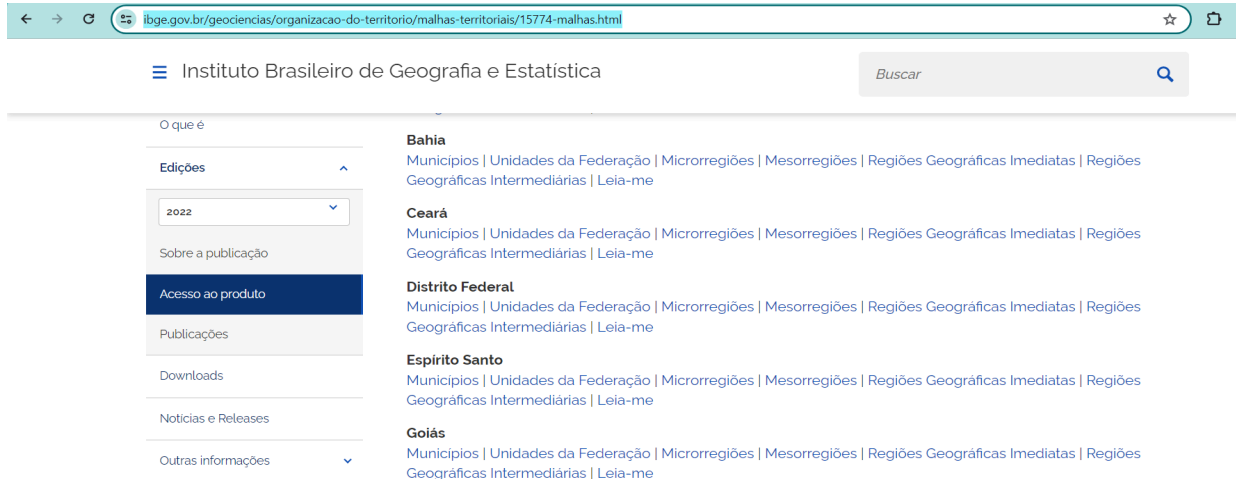 ibge.gov.br/geociencias/organizacao-do-territorio/malhas-territoriais/15774-malhas.html
Instituto Brasileiro de Geografia e Estatística
Buscar
O que é
Edições
2022
Sobre a publicação
Acesso ao produto
Publicações
Downloads
Notícias e Releases
Outras informações
Bahia
Municípios | Unidades da Federação | Microrregiões | Mesorregiões | Regiões Geográficas Imediatas | Regiões
Geográficas Intermediárias | Leia-me
Ceará
Municípios | Unidades da Federação | Microrregiões | Mesorregiões | Regiões Geográficas Imediatas | Regiões
Geográficas Intermediárias | Leia-me
Distrito Federal
Municípios | Unidades da Federação | Microrregiões | Mesorregiões | Regiões Geográficas Imediatas | Regiões
Geográficas Intermediárias | Leia-me
Espírito Santo
Municípios | Unidades da Federação | Microrregiões | Mesorregiões | Regiões Geográficas Imediatas | Regiões
Geográficas Intermediárias | Leia-me
Goiás
Municípios | Unidades da Federação | Microrregiões | Mesorregiões | Regiões Geográficas Imediatas | Regiões
Geográficas Intermediárias | Leia-me